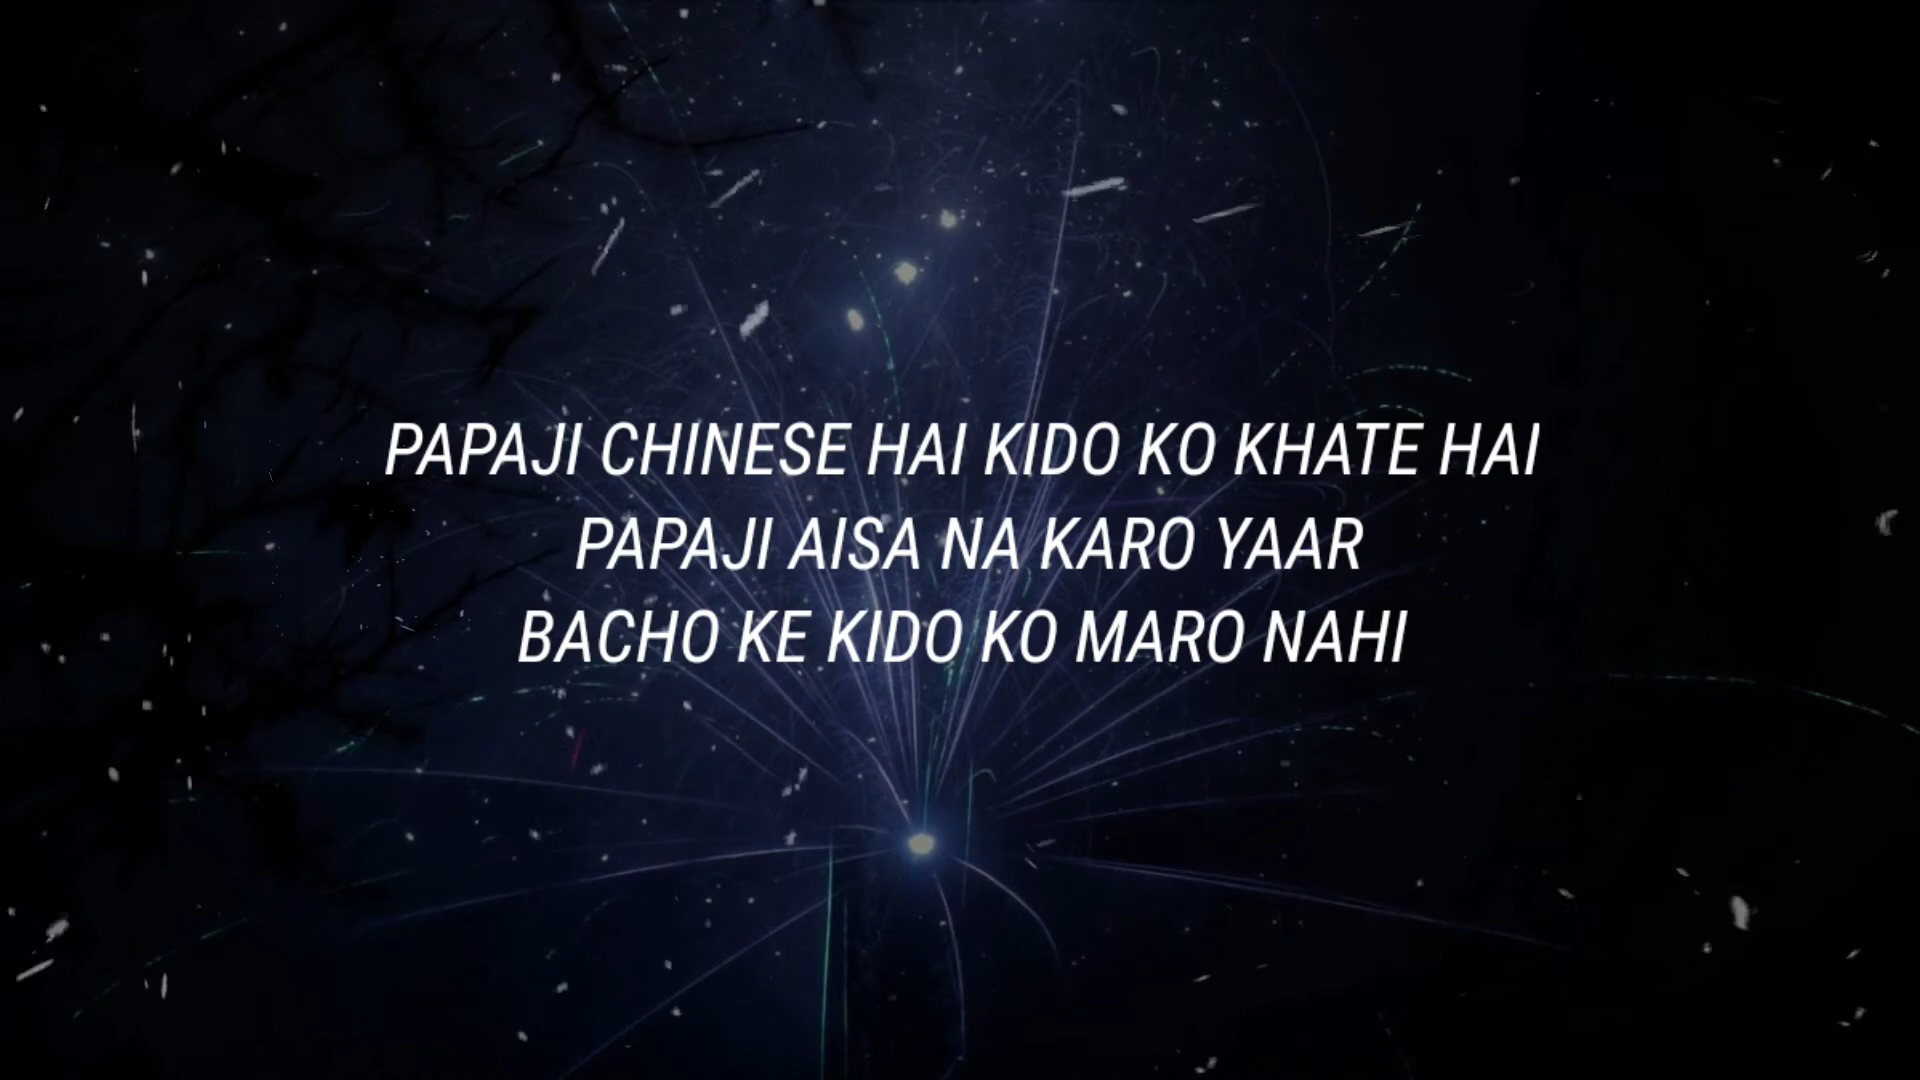 PAPAJI CHINESE HAI KIDO KO KHATE HAI
PAPAJI AISA NA KARO YAAR
BACHO KE KIDO KO MARO NAHI